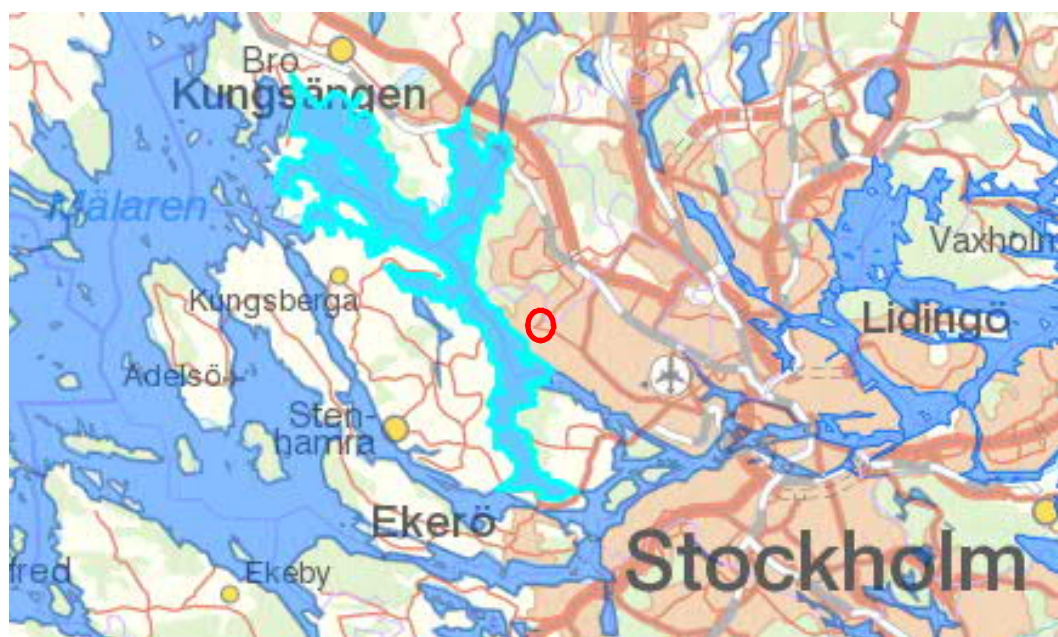 Bro
Kungsängen
Mälaren
Vaxholm
Kungsberga
Lidingö
Adelsö
Sten-
hamra
Ekerö
Stockholm
fred
Ekeby